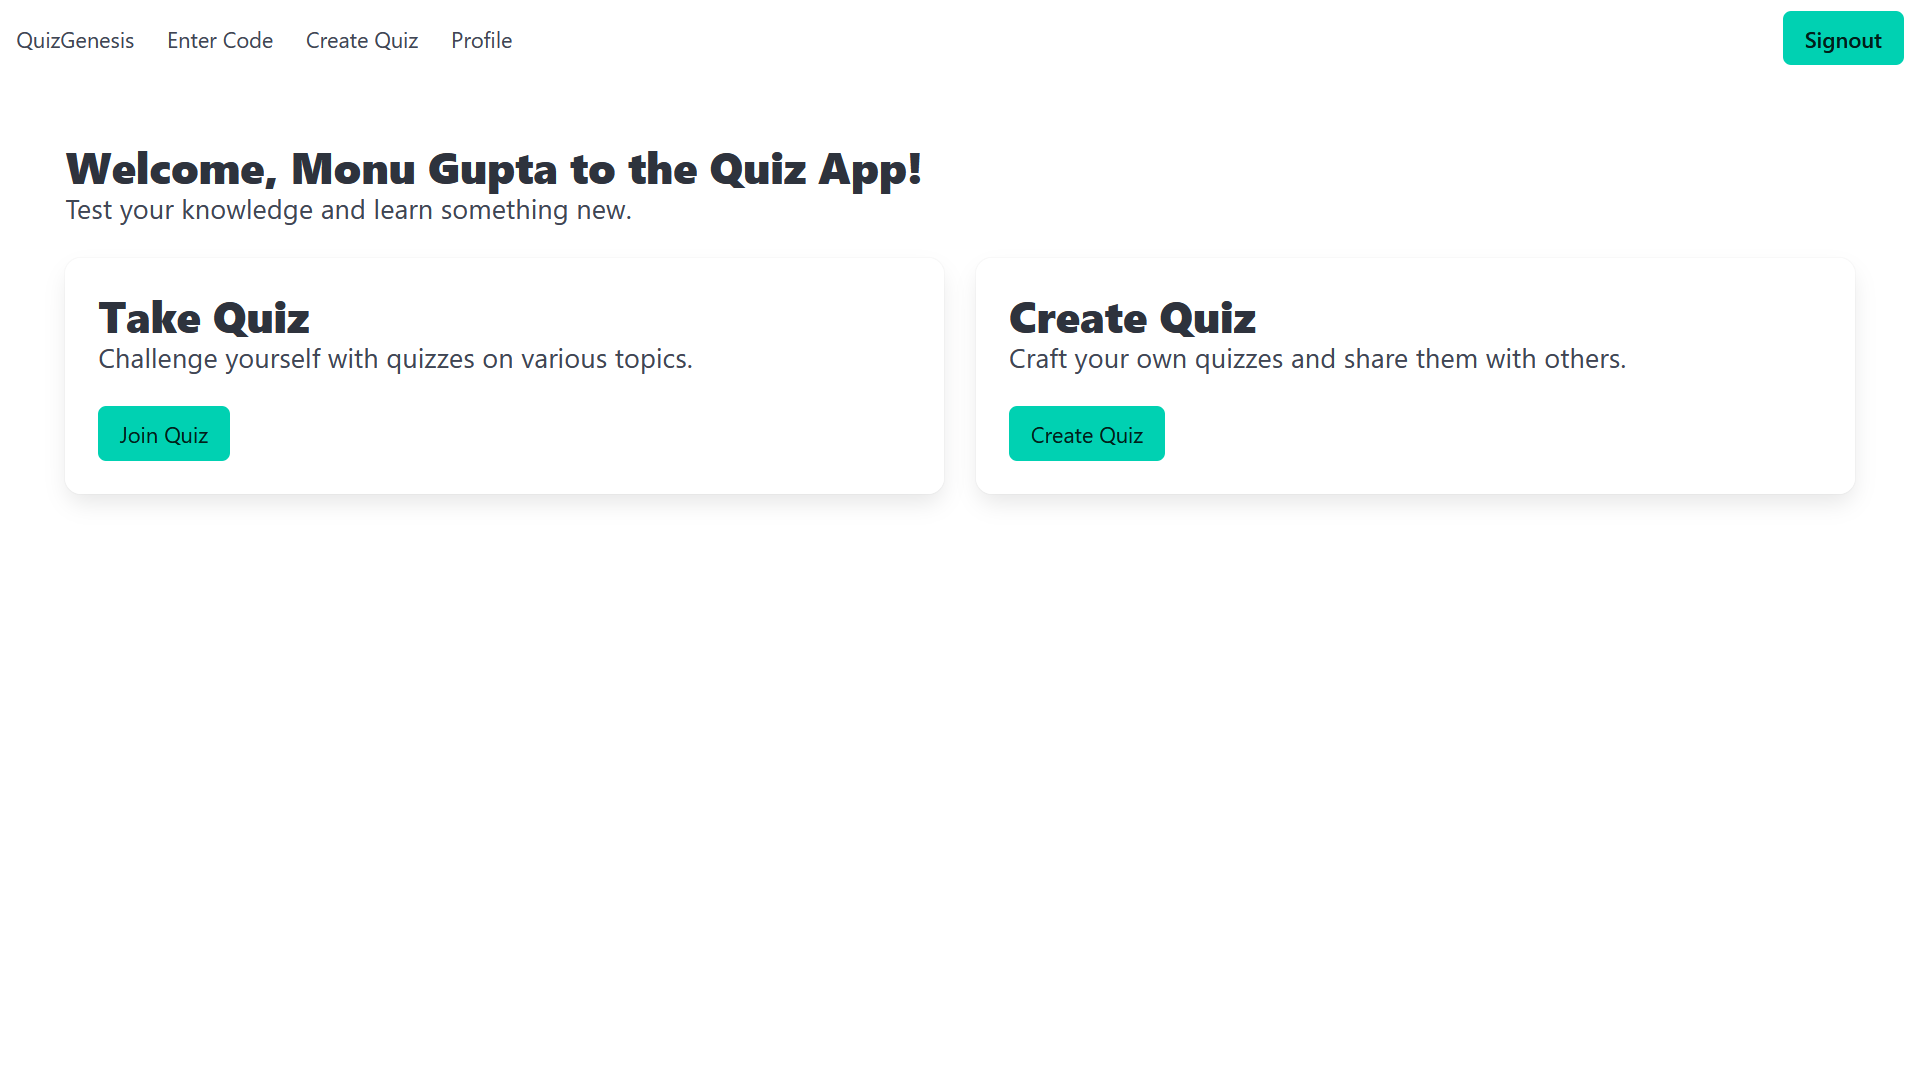 QuizGenesis Enter Code Create Quiz Profile Signout
Welcome, Monu Gupta to the Quiz App!
Test your knowledge and learn something new.
Take Quiz
Challenge yourself with quizzes on various topics.
Join Quiz
Create Quiz
Craft your own quizzes and share them with others.
Create Quiz